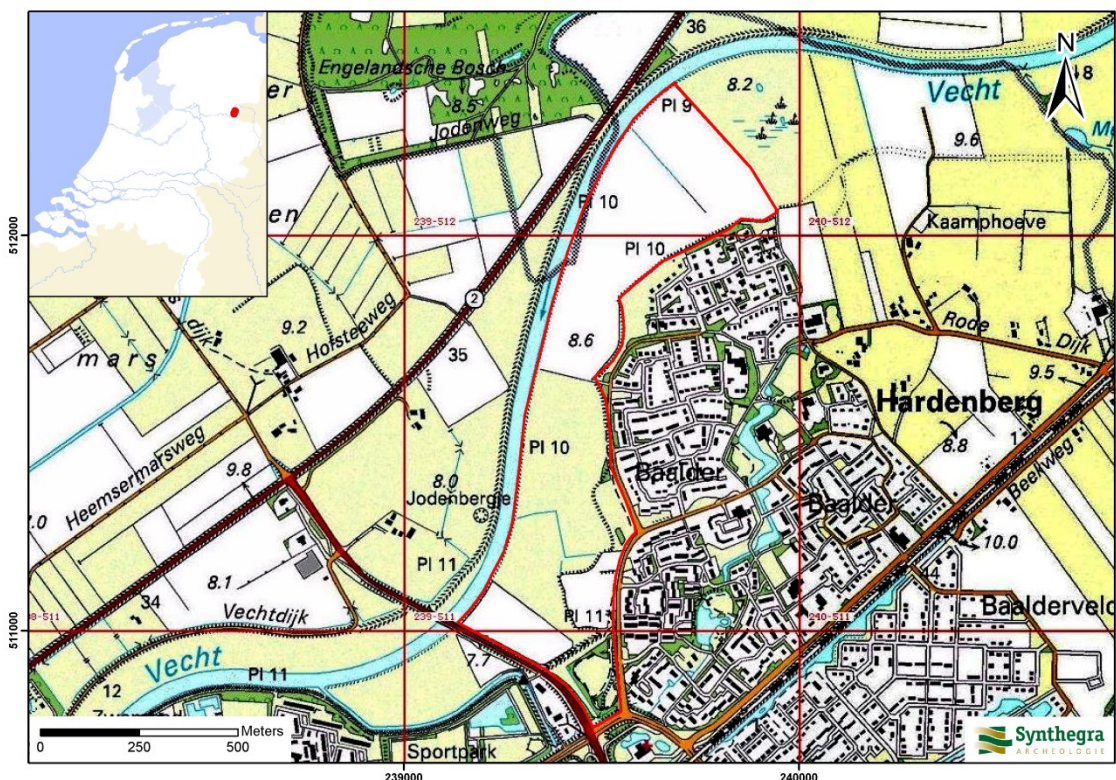 36
N
Engelandsche Bosch
er
8.5
Jodenweg
Pl 9
8.2
Vecht
8
9.6
en
Pl 10
239-512
240-512
Kaamphoeve
512000
Pl 10
2
dijk
9.2
Horsteeweg
mars
35
8.6
Rode Dijk
9.5
Hardenberg
8.8
Beekweg
Heemsermarsweg
9.8
Pl 10
8.0
Jodenbergje
Baalder
Baalder
10.0
Pl 11
8.1
34
Vechtdijk
Pl 11
14
Baalderveld
239-511
240-511
511000
Vecht
7.7
12
Pl 11
0 250 500 Meters
Sportpark
Synthegra
ARCHEOLOGIE
239000
240000